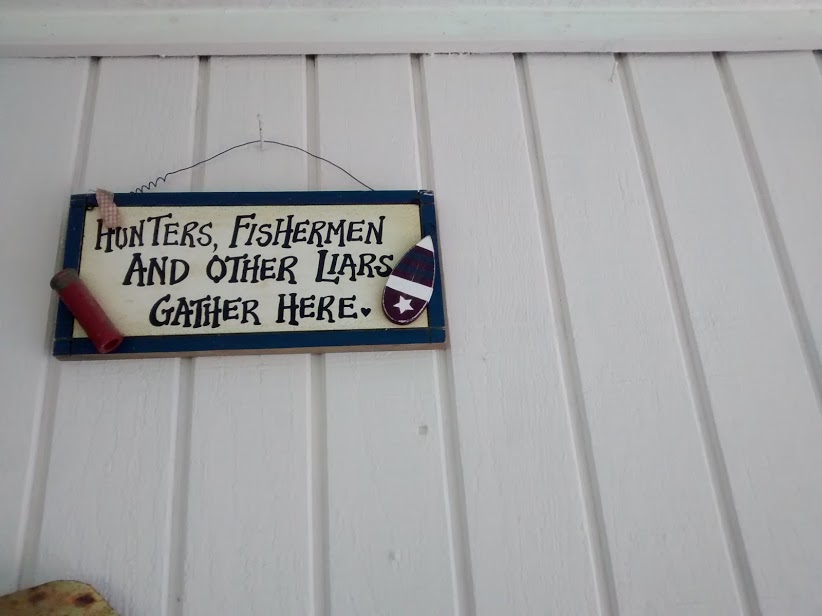 HUNTERS, FISHERMEN
AND OTHER LIARS
GATHER HERE.